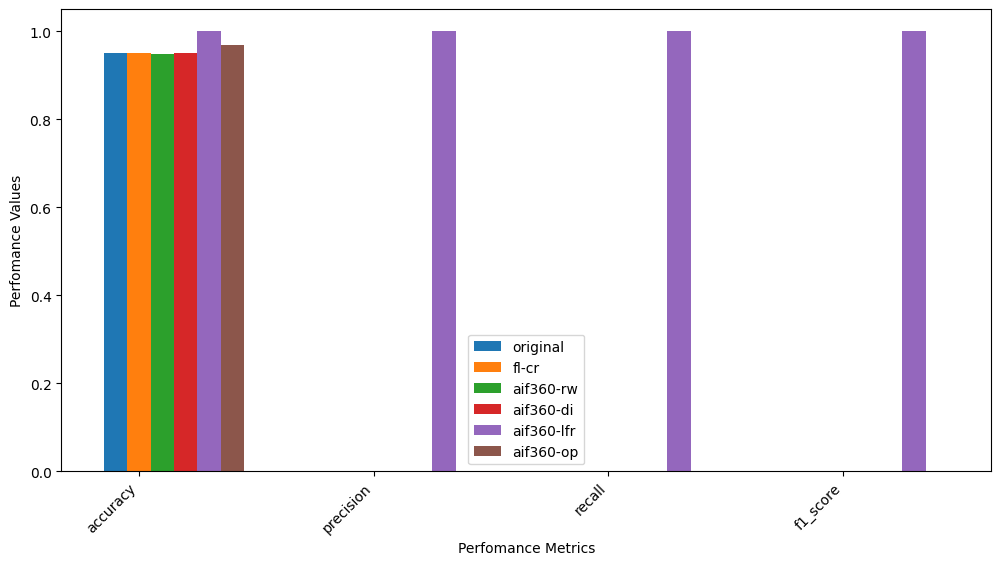 1.0
0.8
0.6
0.4
0.2
0.0
Perfomance Values
original
fl-cr
aif360-rw
aif360-di
aif360-lfr
aif360-op
accuracy
precision
recall
f1_score
Perfomance Metrics